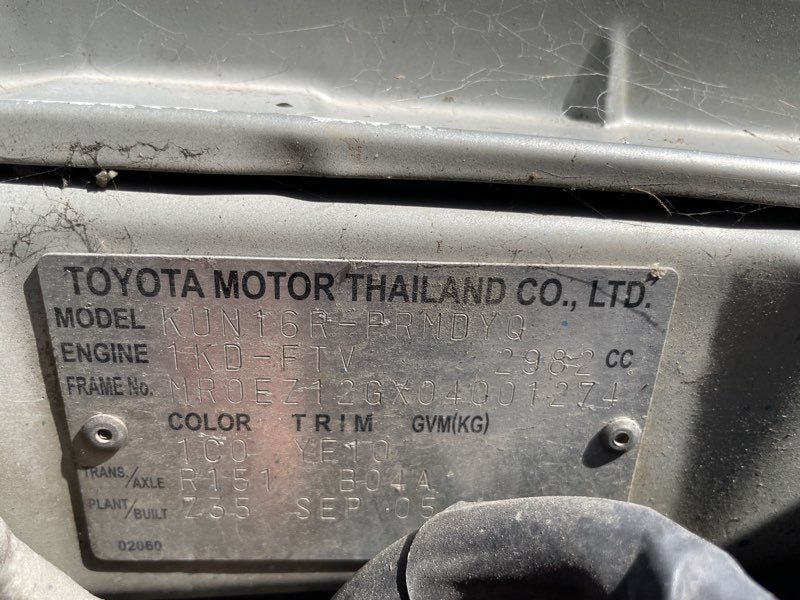 TOYOTA MOTOR THAILAND CO., LTD.
MODEL KUN16R-PRMDYQ
ENGINE 1KD-FTV 2982 CC
FRAME No. MR0EZ12GX04001274
COLOR TRIM GVM(KG)
1C0 YE10
TRANS./AXLE R151 B04A
PLANT/BUILT Z35 SEP 05
02060